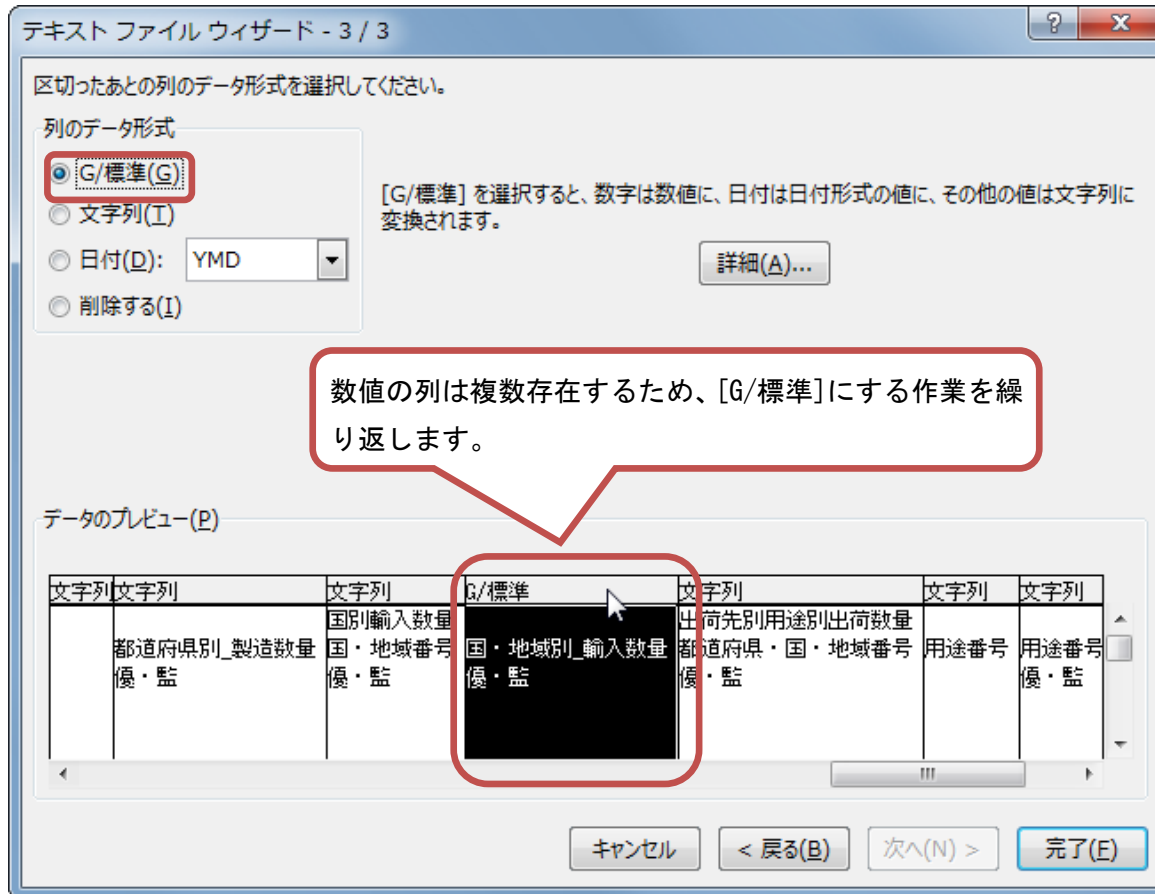 テキスト ファイル ウィザード - 3 / 3
区切ったあとの列のデータ形式を選択してください。
列のデータ形式
G/標準(G)
文字列(T)
日付(D): YMD
削除する(I)
[G/標準] を選択すると、数字は数値に、日付は日付形式の値に、その他の値は文字列に
変換されます。
詳細(A)...
数値の列は複数存在するため、[G/標準]にする作業を繰
り返します。
データのプレビュー(P)
文字列 文字列 文字列 G/標準 文字列 文字列 文字列
国別輸入数量 出荷先別用途別出荷数量
都道府県別_製造数量 国・地域番号 国・地域別_輸入数量 都道府県・国・地域番号 用途番号 用途番号
優・監 優・監 優・監 優・監 優・監
キャンセル < 戻る(B) 次へ(N) > 完了(F)